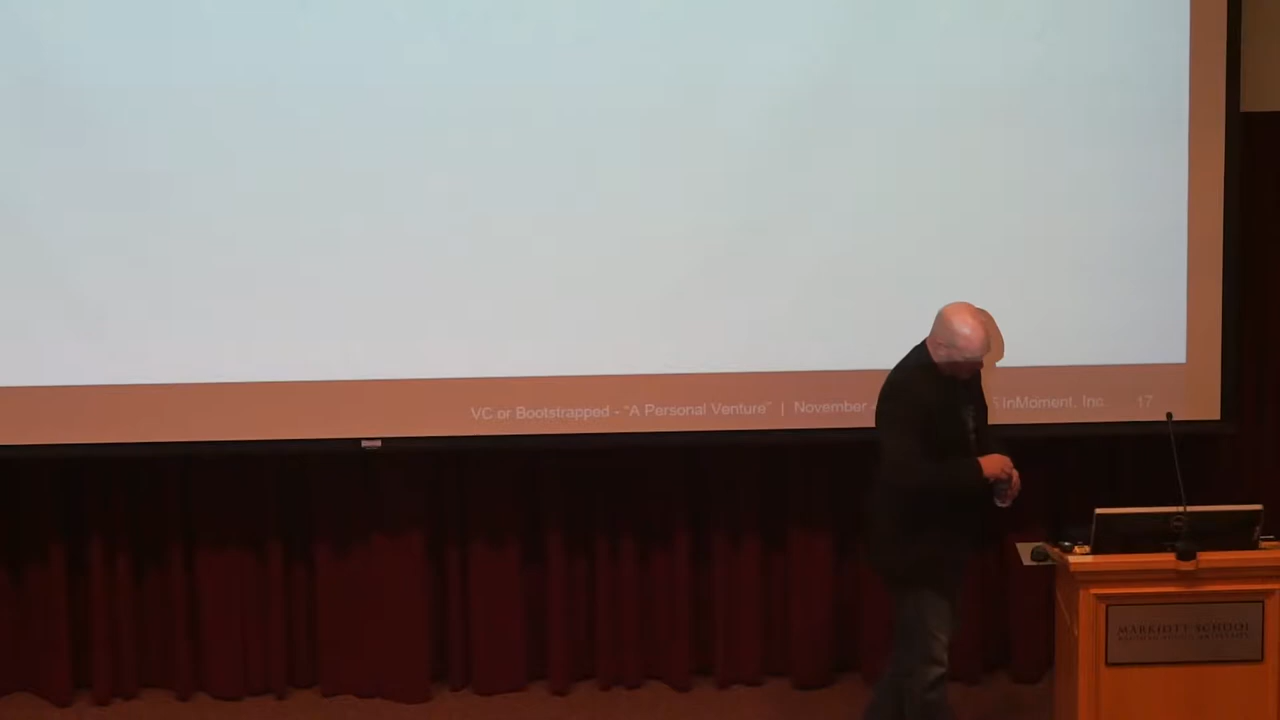 VC or Bootstrapped - “A Personal Venture” | November InMoment, Inc. 17
MARRIOTT SCHOOL